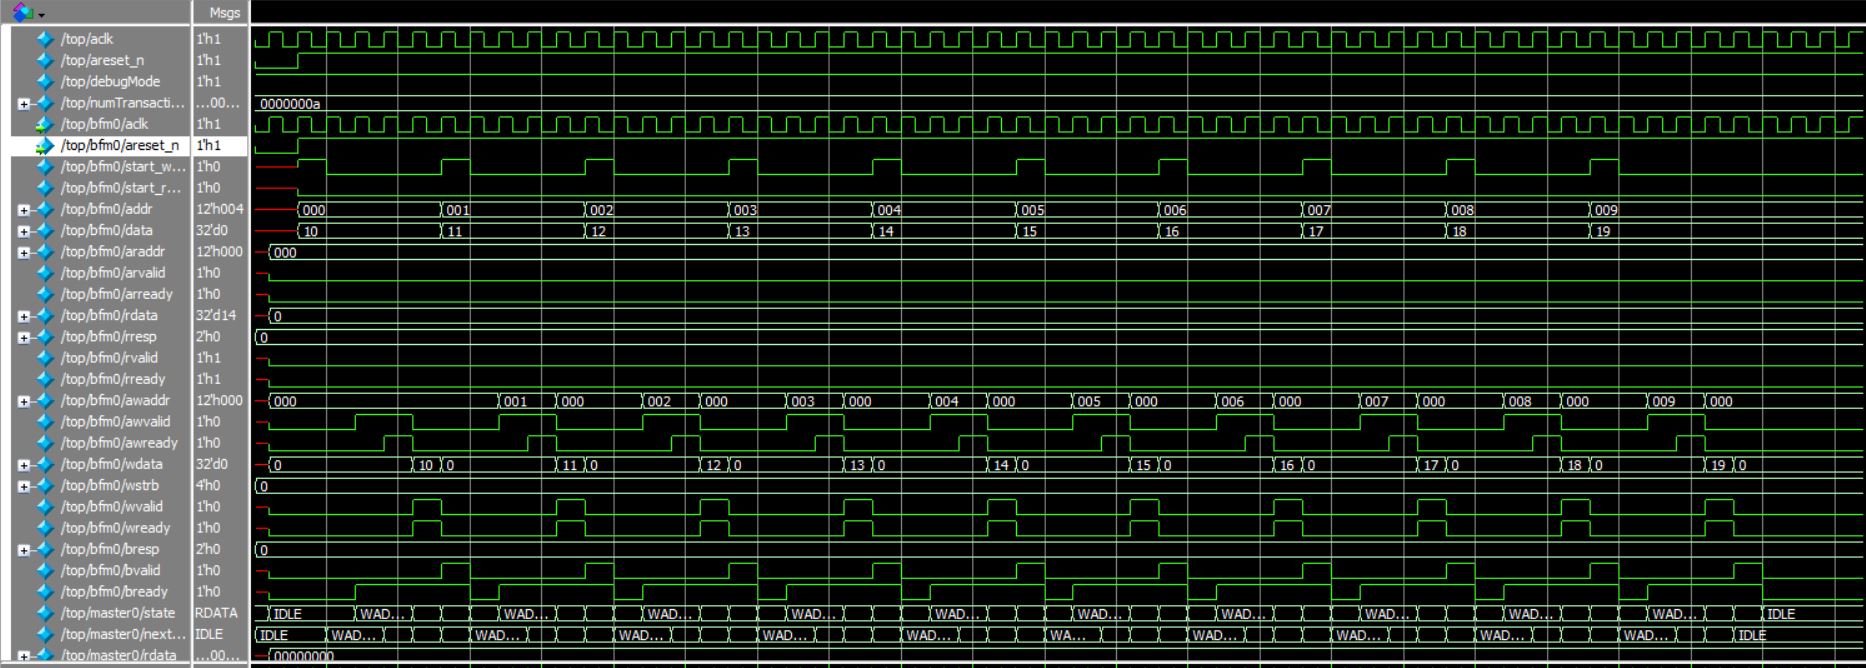 Msgs
/top/aclk 1'h1
/top/areset_n 1'h1
/top/debugMode 1'h1
/top/numTransacti... ...00... 0000000a
/top/bfm0/aclk 1'h1
/top/bfm0/areset_n 1'h1
/top/bfm0/start_w... 1'h0
/top/bfm0/start_r... 1'h0
/top/bfm0/addr 12'h004 000 001 002 003 004 005 006 007 008 009
/top/bfm0/data 32'd0 10 11 12 13 14 15 16 17 18 19
/top/bfm0/araddr 12'h000 000
/top/bfm0/arvalid 1'h0
/top/bfm0/arready 1'h0
/top/bfm0/rdata 32'd14 0
/top/bfm0/rresp 2'h0 0
/top/bfm0/rvalid 1'h1
/top/bfm0/rready 1'h1
/top/bfm0/awaddr 12'h000 000 001 000 002 000 003 000 004 000 005 000 006 000 007 000 008 000 009 000
/top/bfm0/awvalid 1'h0
/top/bfm0/awready 1'h0
/top/bfm0/wdata 32'd0 0 10 0 11 0 12 0 13 0 14 0 15 0 16 0 17 0 18 0 19 0
/top/bfm0/wstrb 4'h0 0
/top/bfm0/wvalid 1'h0
/top/bfm0/wready 1'h0
/top/bfm0/bresp 2'h0 0
/top/bfm0/bvalid 1'h0
/top/bfm0/bready 1'h0
/top/master0/state RDATA IDLE WAD... WAD... WAD... WAD... WAD... WAD... WAD... WAD... WAD... WAD... IDLE
/top/master0/next... IDLE IDLE WAD... WAD... WAD... WAD... WAD... WA... WAD... WAD... WAD... WAD... IDLE
/top/master0/rdata ...00... 00000000